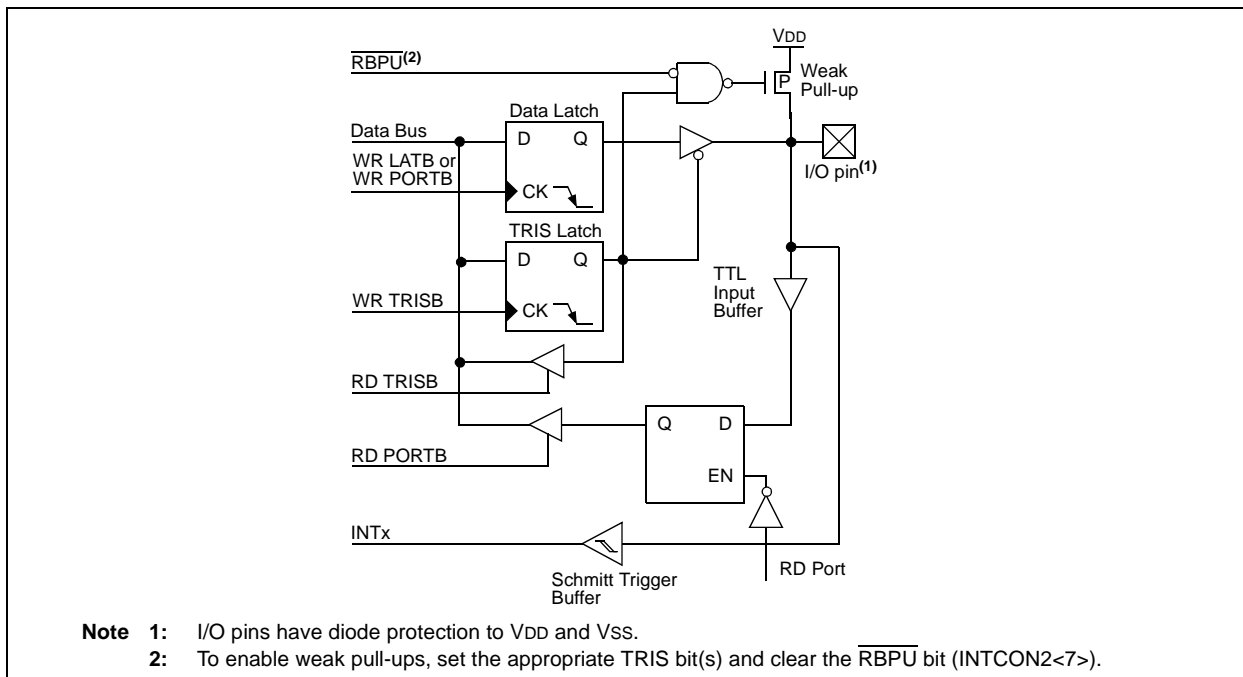 VDD
RBPU(2)
Weak
Pull-up
P
Data Latch
Data Bus
D Q
WR LATB or
WR PORTB
CK
I/O pin(1)
TRIS Latch
D Q
TTL
Input
Buffer
WR TRISB
CK
RD TRISB
Q D
RD PORTB
EN
INTx
RD Port
Schmitt Trigger
Buffer
Note 1: I/O pins have diode protection to VDD and VSS.
2: To enable weak pull-ups, set the appropriate TRIS bit(s) and clear the RBPU bit (INTCON2<7>).